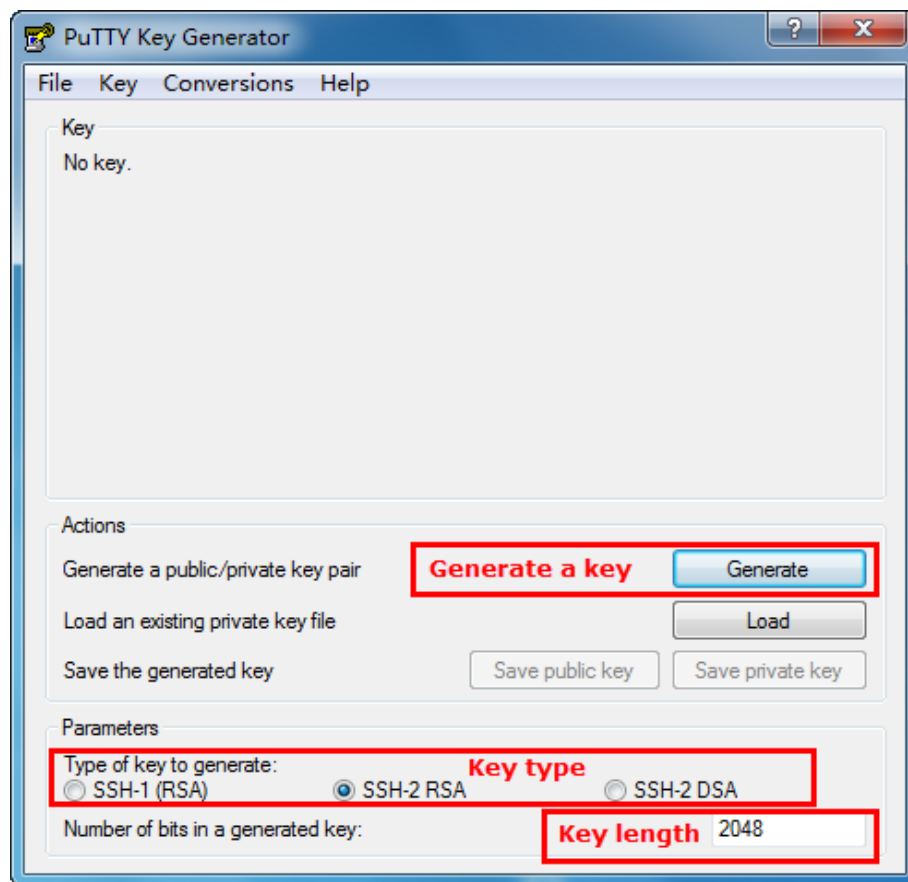 PuTTY Key Generator
? X
File Key Conversions Help
Key
No key.
Actions
Generate a public/private key pair Generate a key Generate
Load an existing private key file Load
Save the generated key Save public key Save private key
Parameters
Type of key to generate: Key type
SSH-1 (RSA) SSH-2 RSA SSH-2 DSA
Number of bits in a generated key: Key length 2048